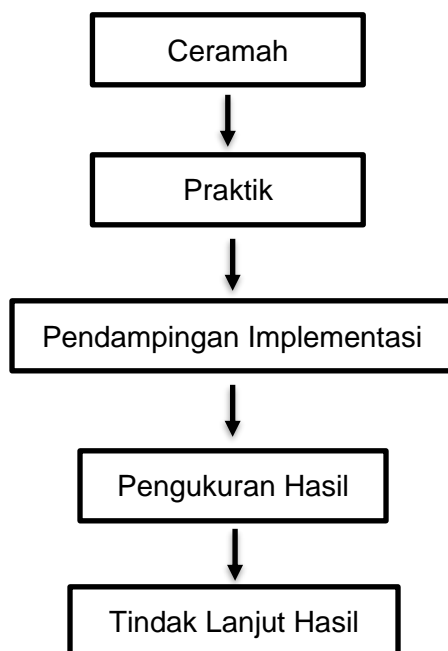 Ceramah
Praktik
Pendampingan Implementasi
Pengukuran Hasil
Tindak Lanjut Hasil